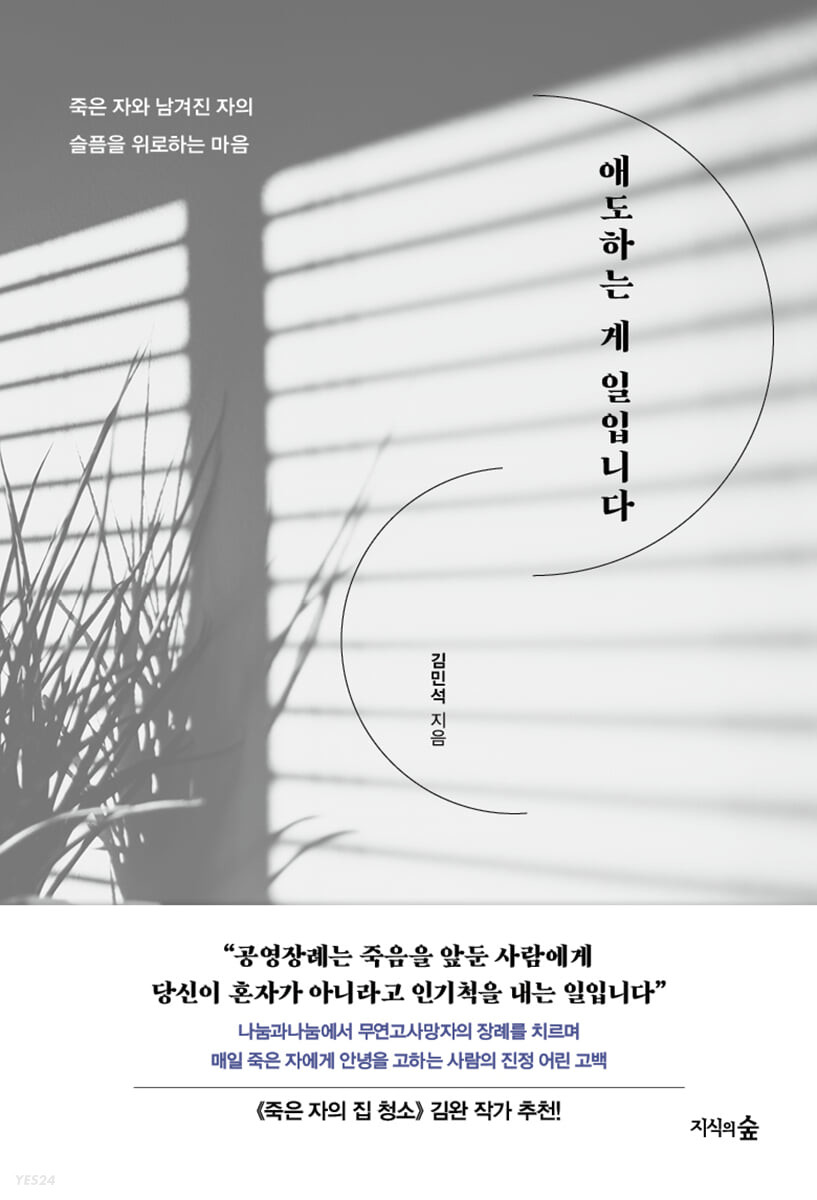 죽은 자와 남겨진 자의
슬픔을 위로하는 마음
애도하는 게 일입니다
김민석 지음
“공영장례는 죽음을 앞둔 사람에게
당신이 혼자가 아니라고 인기척을 내는 일입니다”
나눔과나눔에서 무연고사망자의 장례를 치르며
매일 죽은 자에게 안녕을 고하는 사람의 진정 어린 고백
《죽은 자의 집 청소》 김완 작가 추천!
지식의숲
YES24